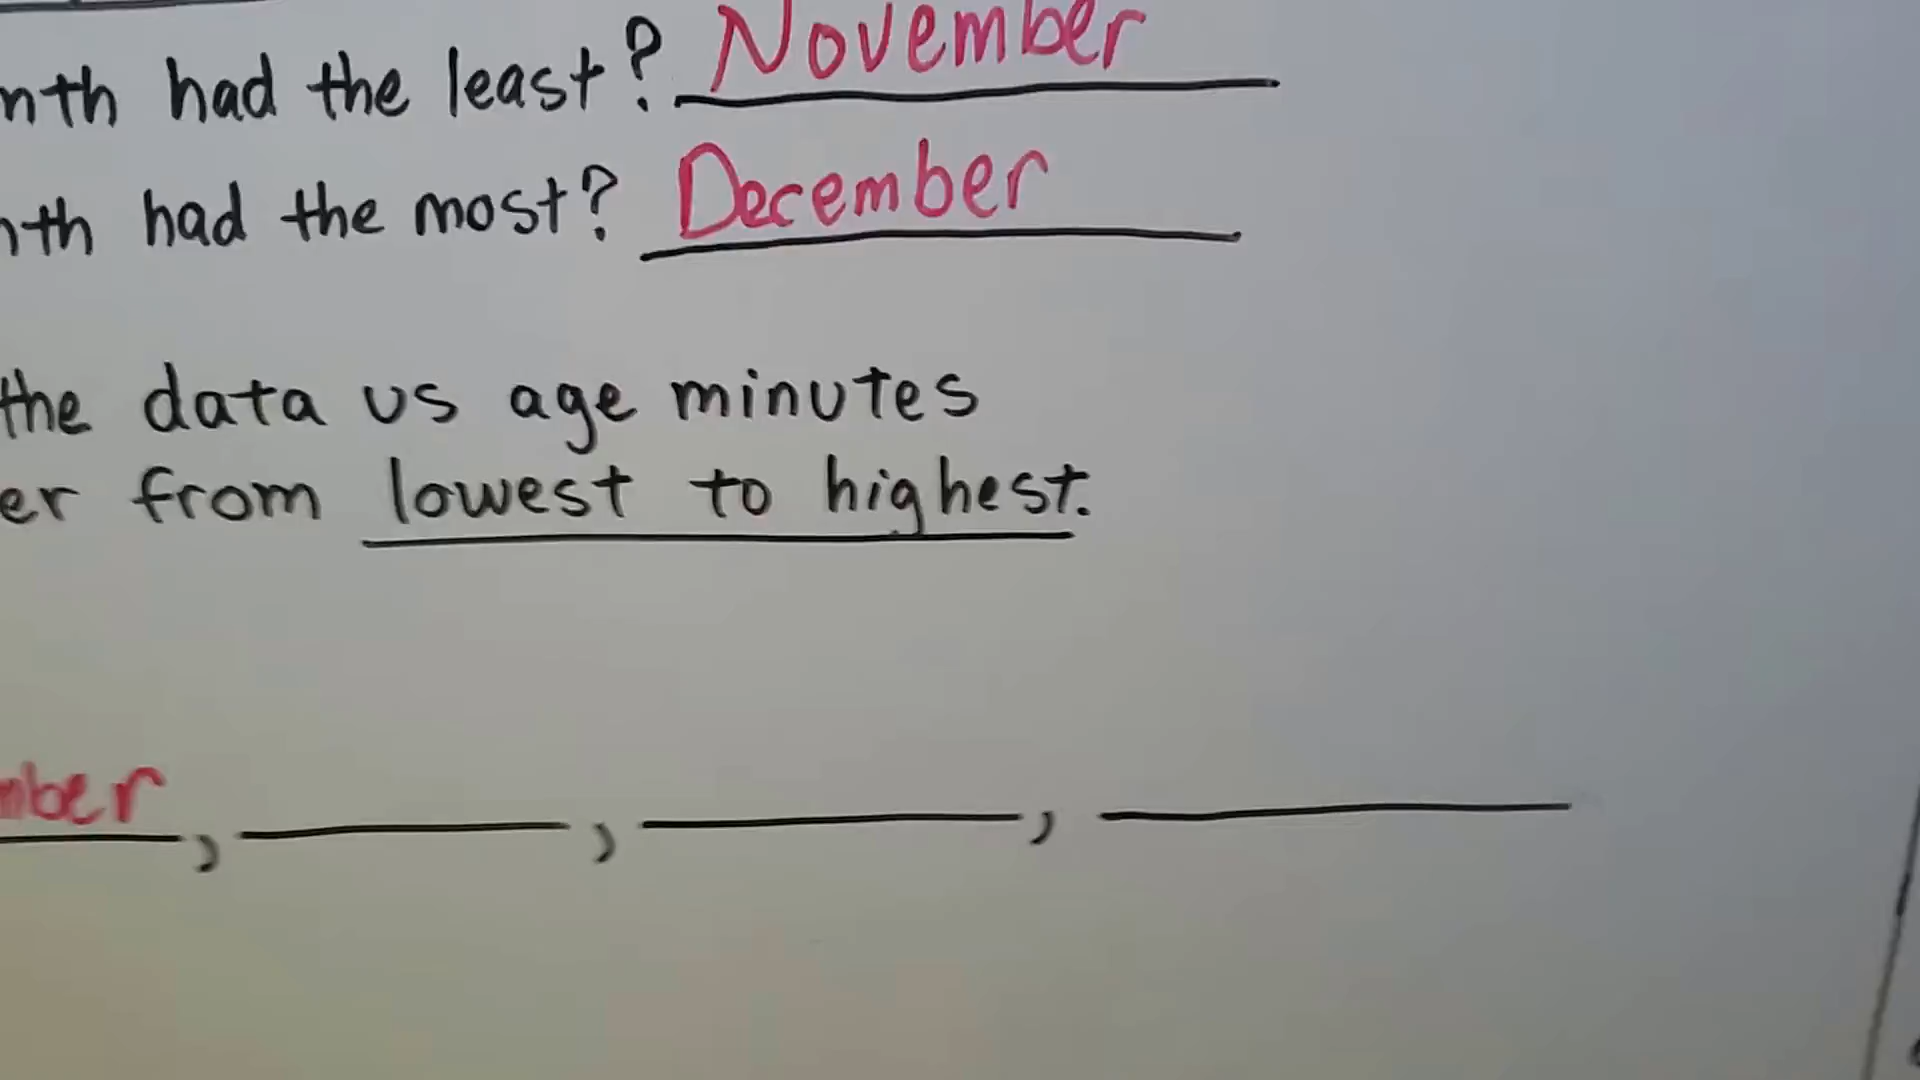 nth had the least? November
nth had the most? December
the data us age minutes
er from lowest to highest.
mber, , ,